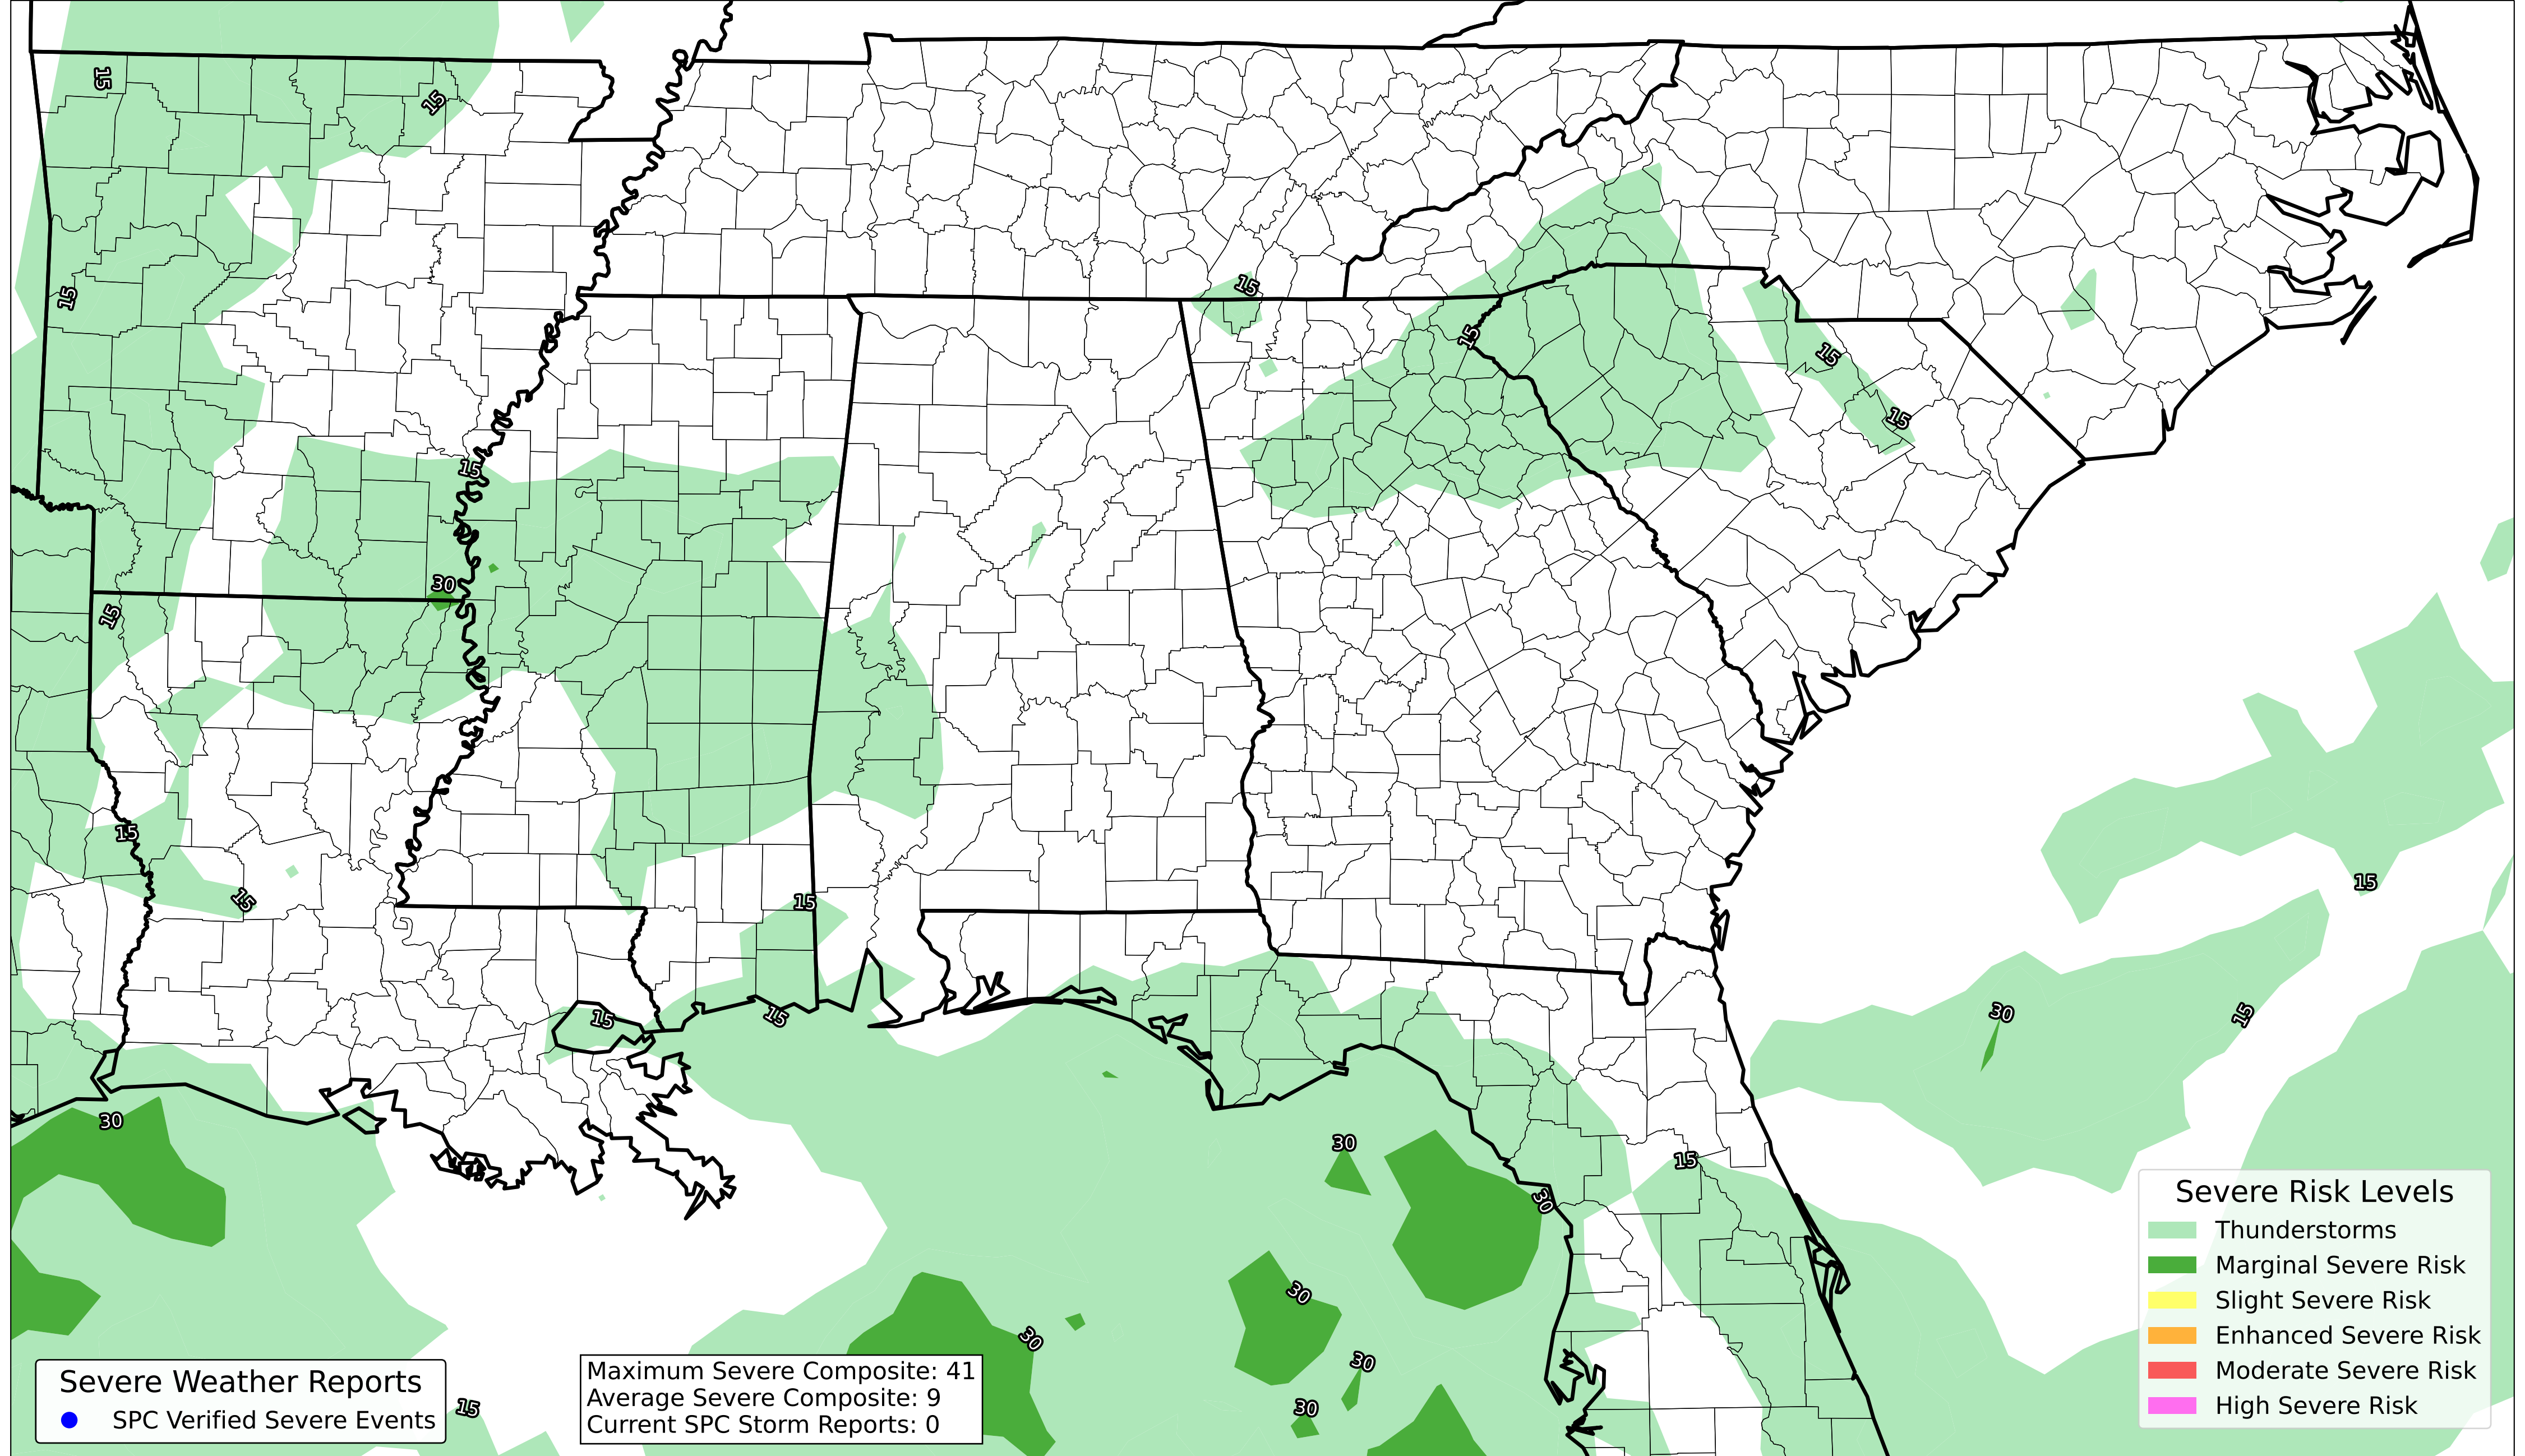 15
15
15
15
15
15
15
15
30
15
15
15
15
15
15
15
30
15
30
30
15
30
30
30
30
30
15
Severe Risk Levels
Thunderstorms
Marginal Severe Risk
Slight Severe Risk
Enhanced Severe Risk
Moderate Severe Risk
High Severe Risk
Severe Weather Reports
SPC Verified Severe Events
Maximum Severe Composite: 41
Average Severe Composite: 9
Current SPC Storm Reports: 0